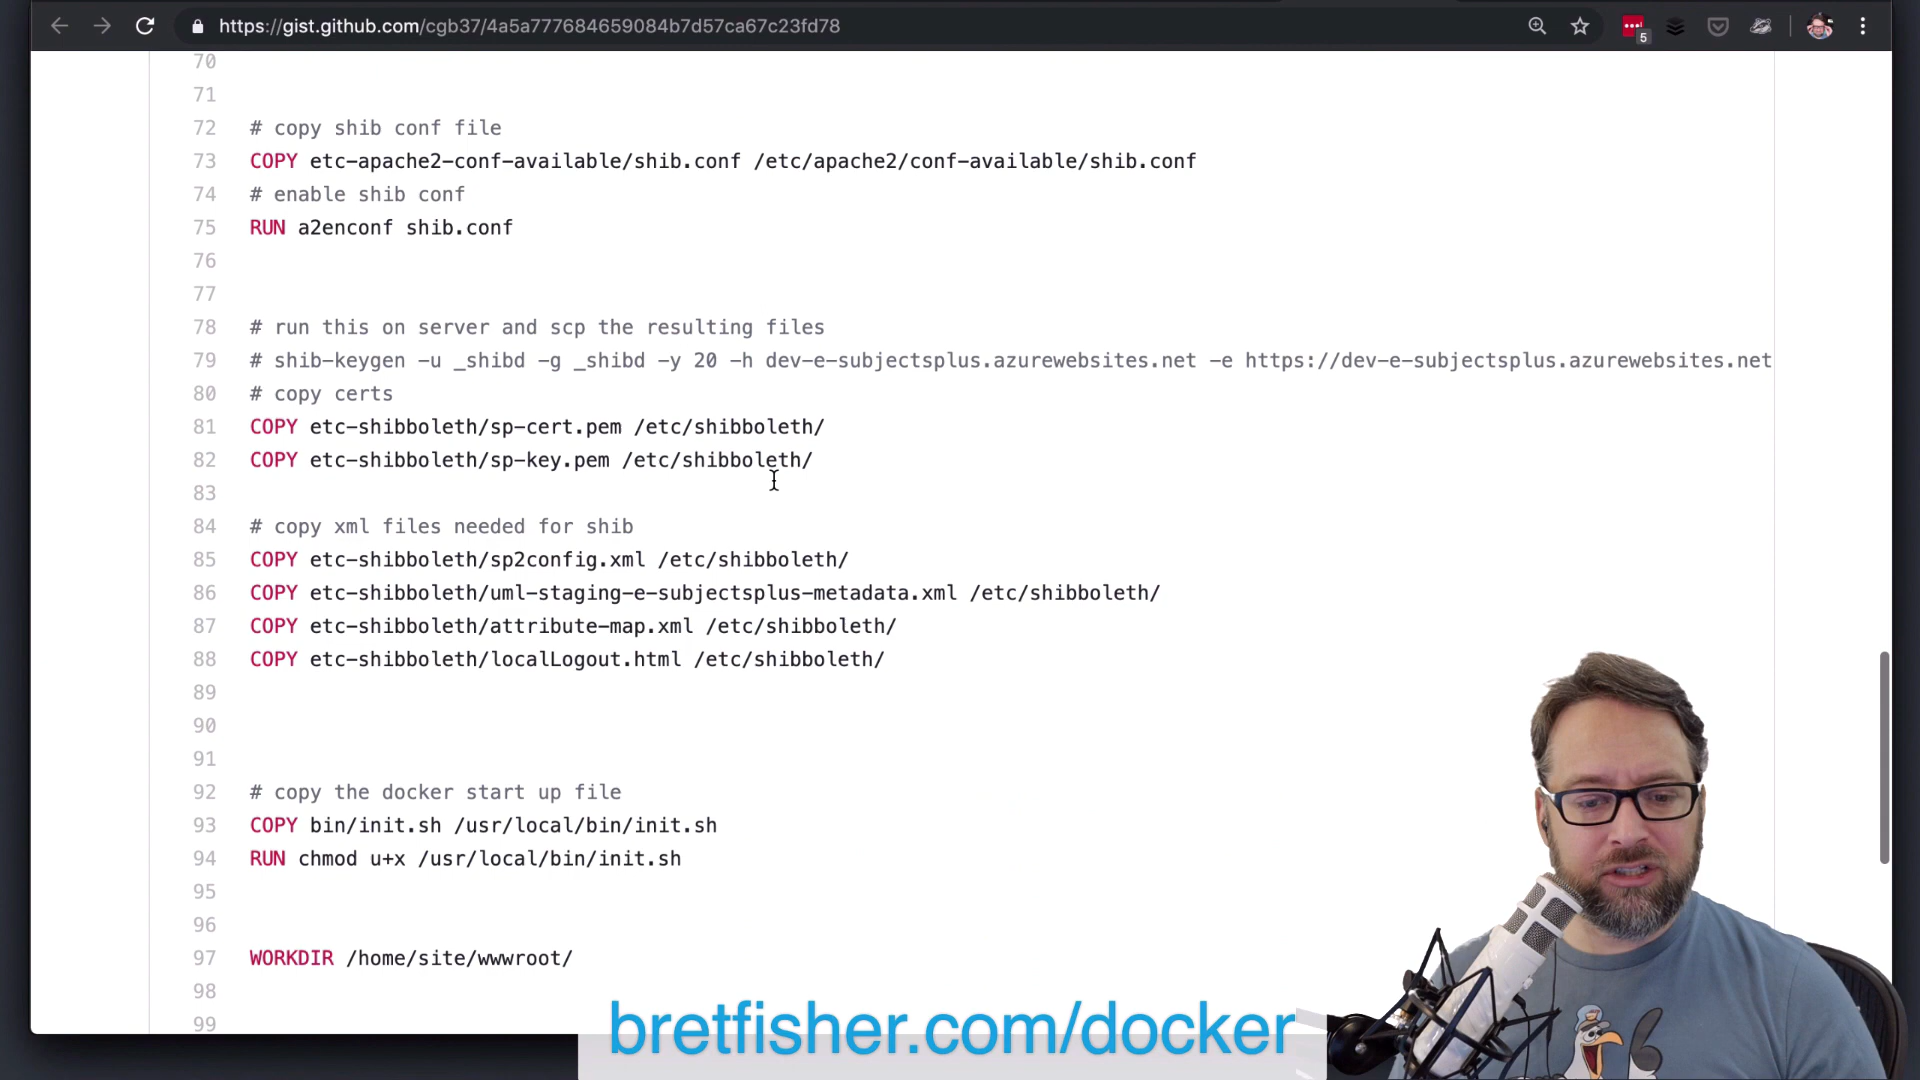 https://gist.github.com/cgb37/4a5a777684659084b7d57ca67c23fd78
5
70
71
72 # copy shib conf file
73 COPY etc-apache2-conf-available/shib.conf /etc/apache2/conf-available/shib.conf
74 # enable shib conf
75 RUN a2enconf shib.conf
76
77
78 # run this on server and scp the resulting files
79 # shib-keygen -u _shibd -g _shibd -y 20 -h dev-e-subjectsplus.azurewebsites.net -e https://dev-e-subjectsplus.azurewebsites.net
80 # copy certs
81 COPY etc-shibboleth/sp-cert.pem /etc/shibboleth/
82 COPY etc-shibboleth/sp-key.pem /etc/shibboleth/
83
84 # copy xml files needed for shib
85 COPY etc-shibboleth/sp2config.xml /etc/shibboleth/
86 COPY etc-shibboleth/uml-staging-e-subjectsplus-metadata.xml /etc/shibboleth/
87 COPY etc-shibboleth/attribute-map.xml /etc/shibboleth/
88 COPY etc-shibboleth/localLogout.html /etc/shibboleth/
89
90
91
92 # copy the docker start up file
93 COPY bin/init.sh /usr/local/bin/init.sh
94 RUN chmod u+x /usr/local/bin/init.sh
95
96
97 WORKDIR /home/site/wwwroot/
98
99
bretfisher.com/docker